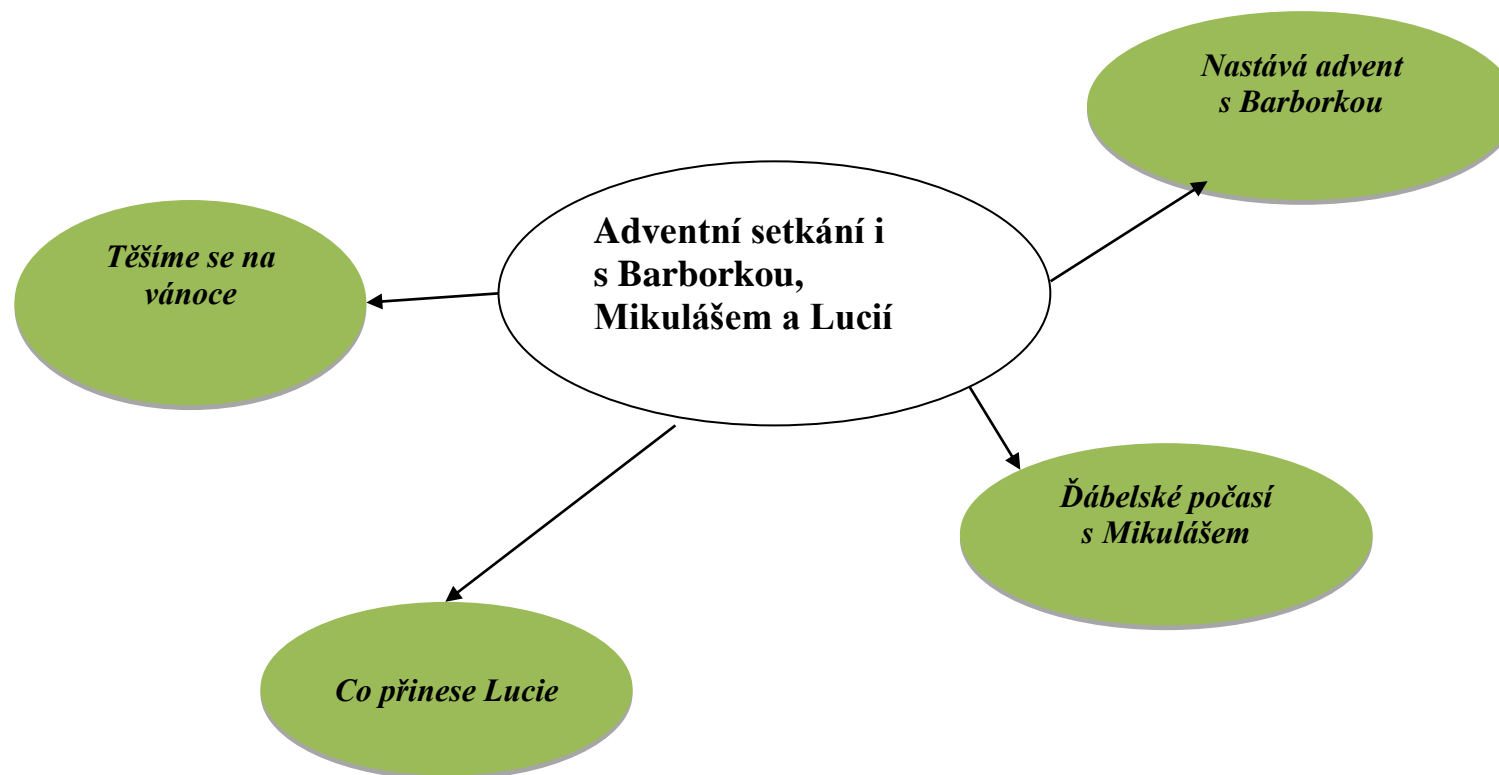 Nastává advent
s Barborkou
Adventní setkání i
s Barborkou,
Mikulášem a Lucií
Těšíme se na
vánoce
Ďábelské počasí
s Mikulášem
Co přinese Lucie